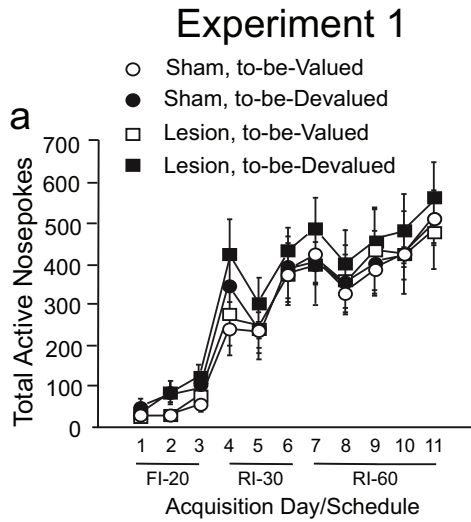 Experiment 1
Sham, to-be-Valued
Sham, to-be-Devalued
Lesion, to-be-Valued
Lesion, to-be-Devalued
a
Total Active Nosepokes
700
600
500
400
300
200
100
0
1 2 3 4 5 6 7 8 9 10 11
FI-20 RI-30 RI-60
Acquisition Day/Schedule